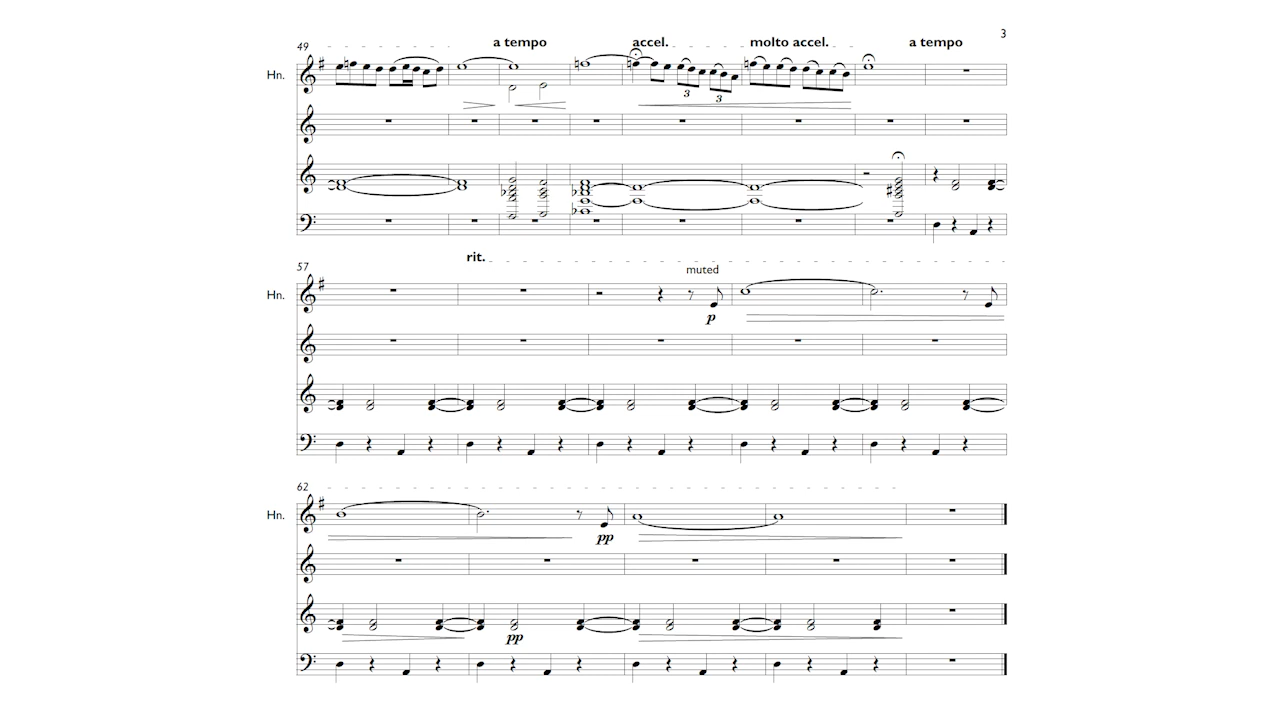 3
49 a tempo accel. molto accel. a tempo
Hn.
3 3
rit.
57 muted
Hn.
p
62
Hn.
pp
pp